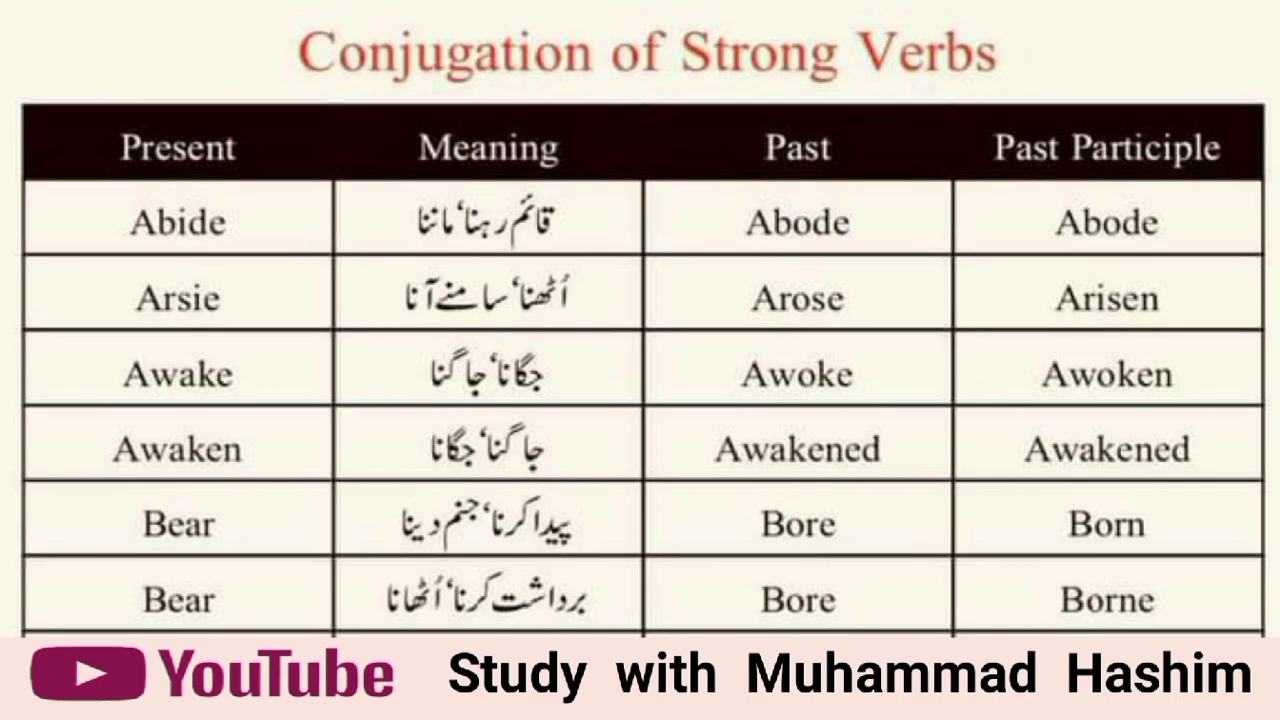 Conjugation of Strong Verbs
Present Meaning Past Past Participle
Abide قائم رہنا‘ ماننا Abode Abode
Arsie اُٹھنا‘ سامنے آنا Arose Arisen
Awake جگانا‘ جاگنا Awoke Awoken
Awaken جاگنا‘ جگانا Awakened Awakened
Bear پیدا کرنا‘ جنم دینا Bore Born
Bear برداشت کرنا‘ اُٹھانا Bore Borne
YouTube Study with Muhammad Hashim